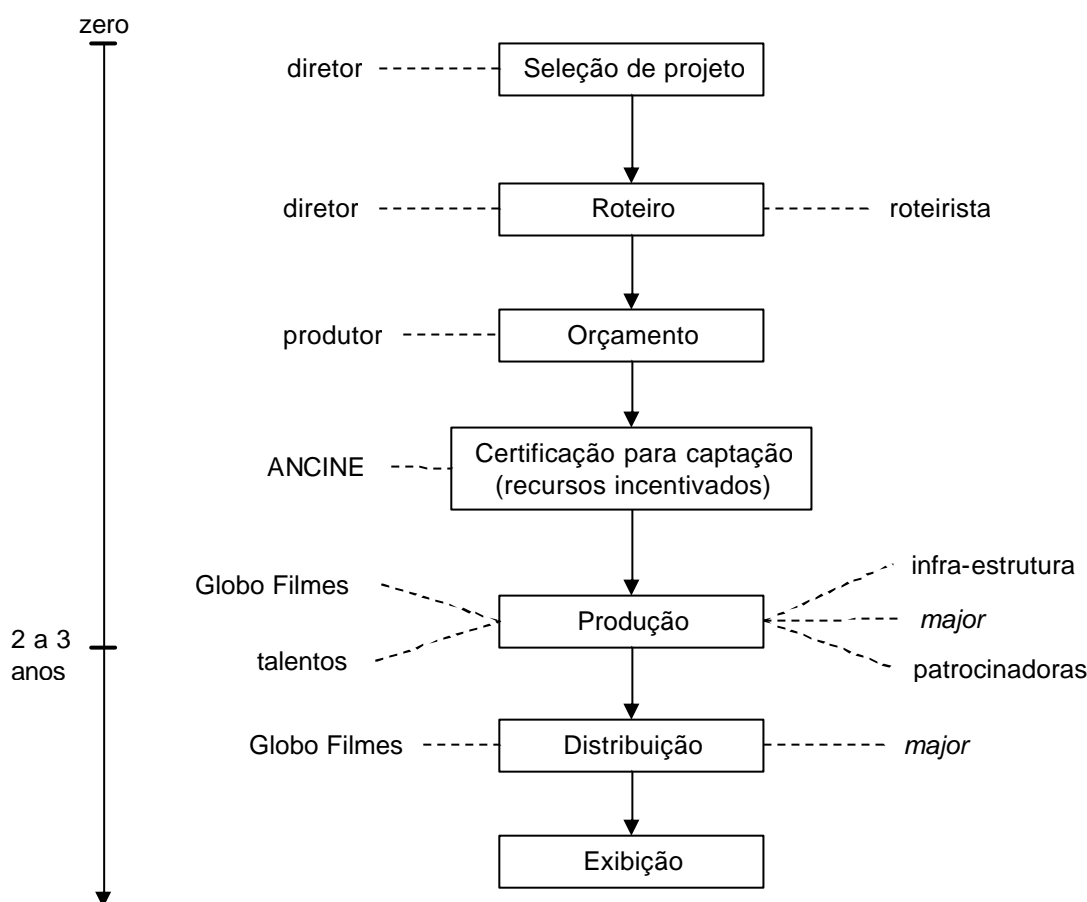 zero
diretor
Seleção de projeto
diretor
Roteiro
roteirista
produtor
Orçamento
ANCINE
Certificação para captação
(recursos incentivados)
Globo Filmes
infra-estrutura
Produção
major
2 a 3
anos
talentos
patrocinadoras
Globo Filmes
Distribuição
major
Exibição